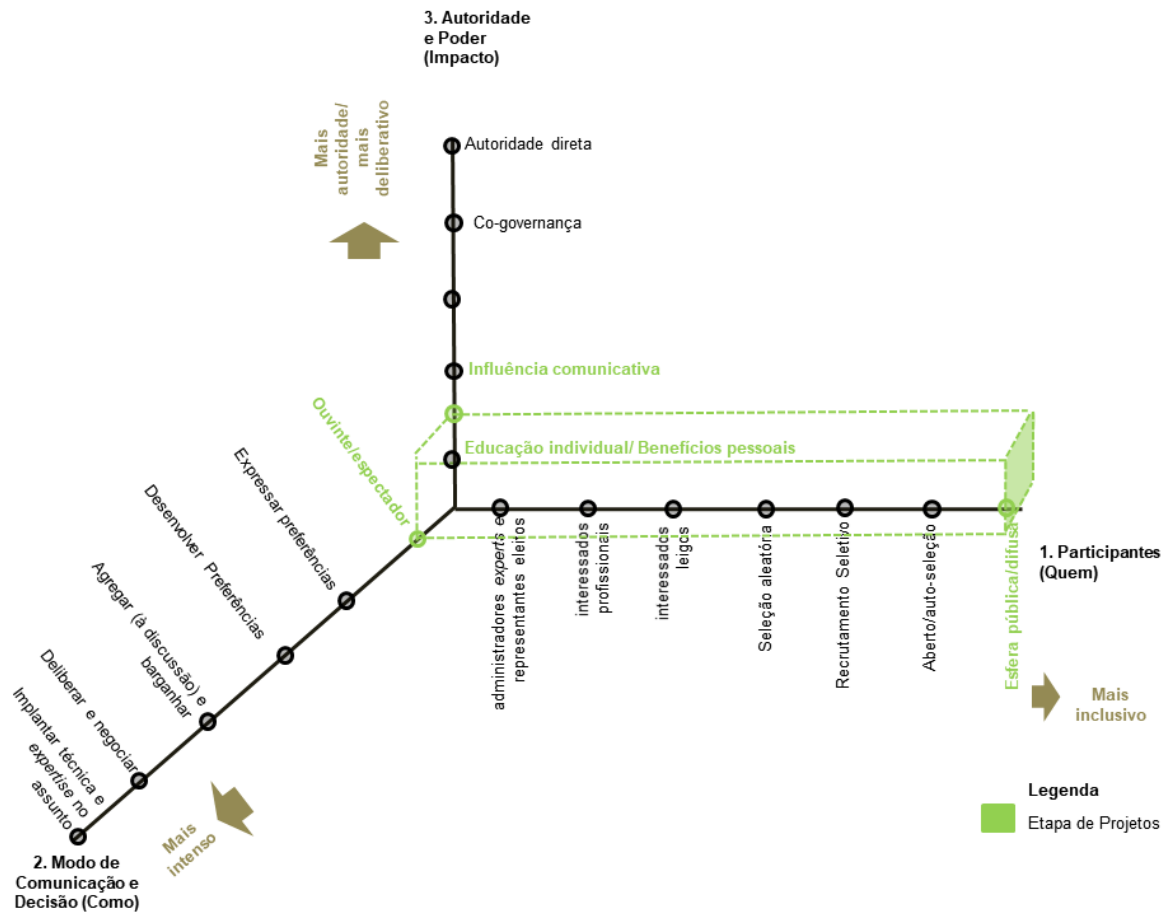 3. Autoridade
e Poder
(Impacto)
Mais
autoridade/
mais
deliberativo
Autoridade direta
Co-governança
Influência comunicativa
Educação individual/ Benefícios pessoais
Ouvinte/espectador
Expressar preferências
Desenvolver Preferências
Agregar (à discussão) e
barganhar
Deliberar e negociar
Implantar técnica e
expertise no
assunto
2. Modo de
Comunicação e
Decisão (Como)
Mais
intenso
administradores experts e
representantes eleitos
interessados
profissionais
interessados
leigos
Seleção aleatória
Recrutamento Seletivo
Aberto/auto-seleção
Esfera pública/difusa
1. Participantes
(Quem)
Mais
inclusivo
Legenda
Etapa de Projetos